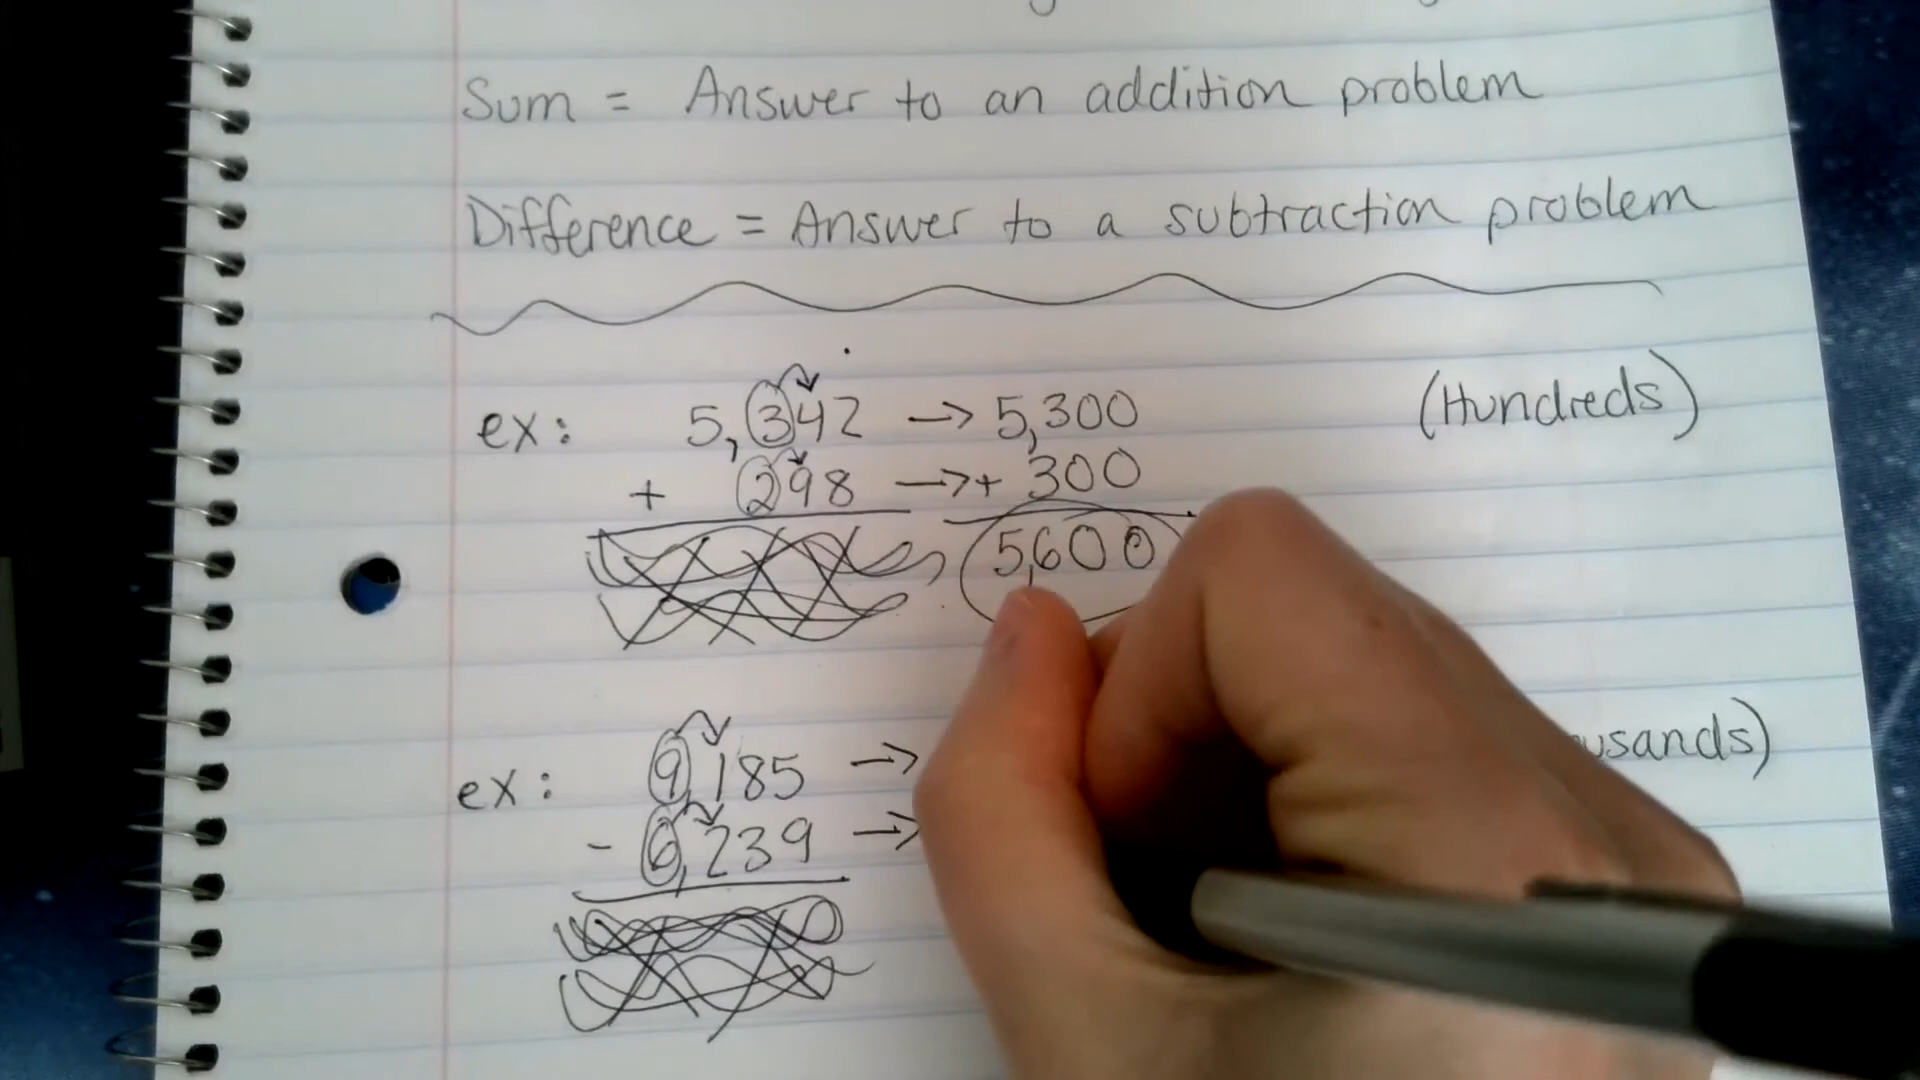 Sum = Answer to an addition problem
Difference = Answer to a subtraction problem
ex: 5,342 → 5,300 (Hundreds)
+ 298 → + 300
5,600
ex: 9,185 →
- 6,239 →